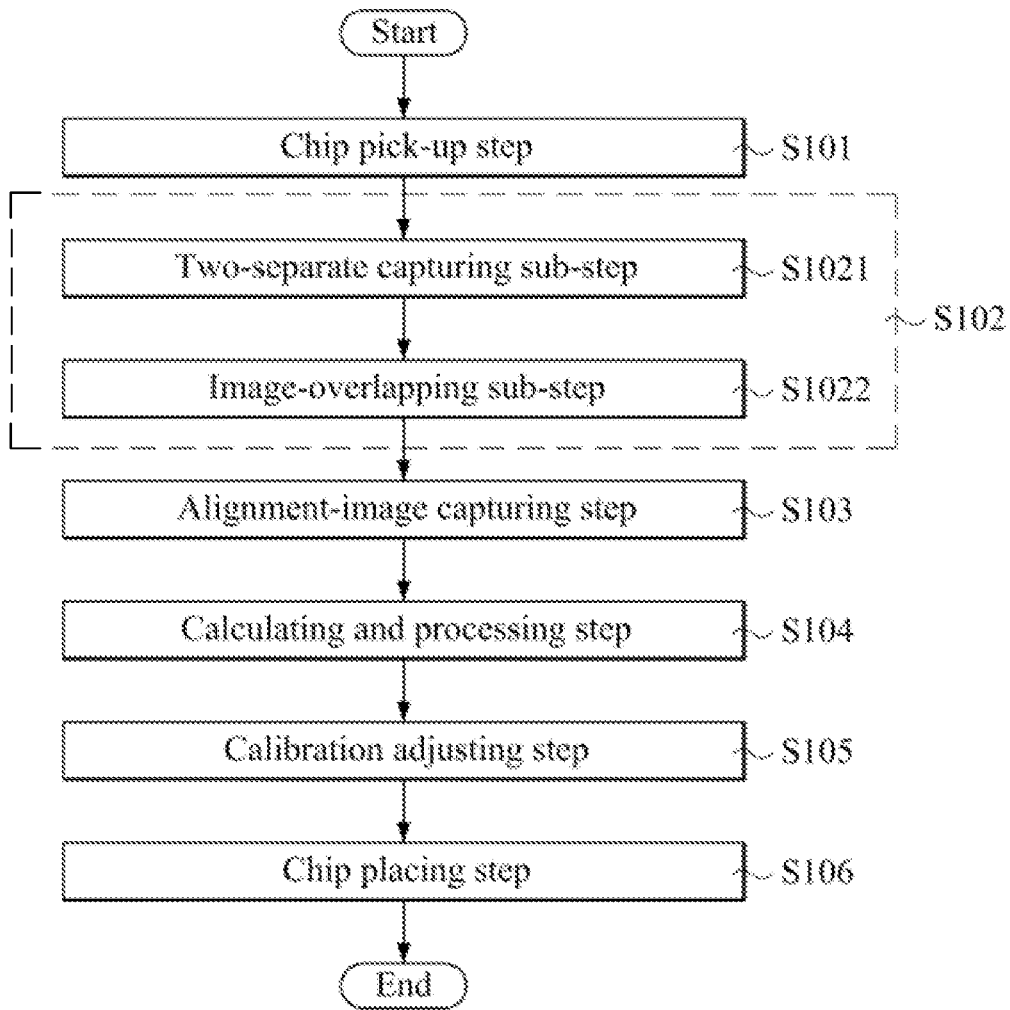 Start
Chip pick-up step S101
Two-separate capturing sub-step S1021
S102
Image-overlapping sub-step S1022
Alignment-image capturing step S103
Calculating and processing step S104
Calibration adjusting step S105
Chip placing step S106
End